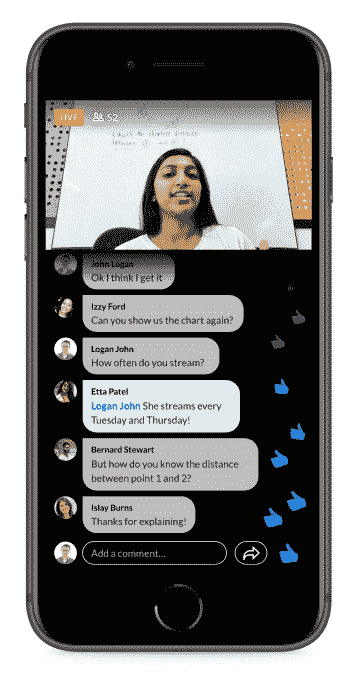 LIVE 52
John Logan
Ok I think I get it
Izzy Ford
Can you show us the chart again?
Logan John
How often do you stream?
Etta Patel
Logan John She streams every
Tuesday and Thursday!
Bernard Stewart
But how do you know the distance
between point 1 and 2?
Islay Burns
Thanks for explaining!
Add a comment...